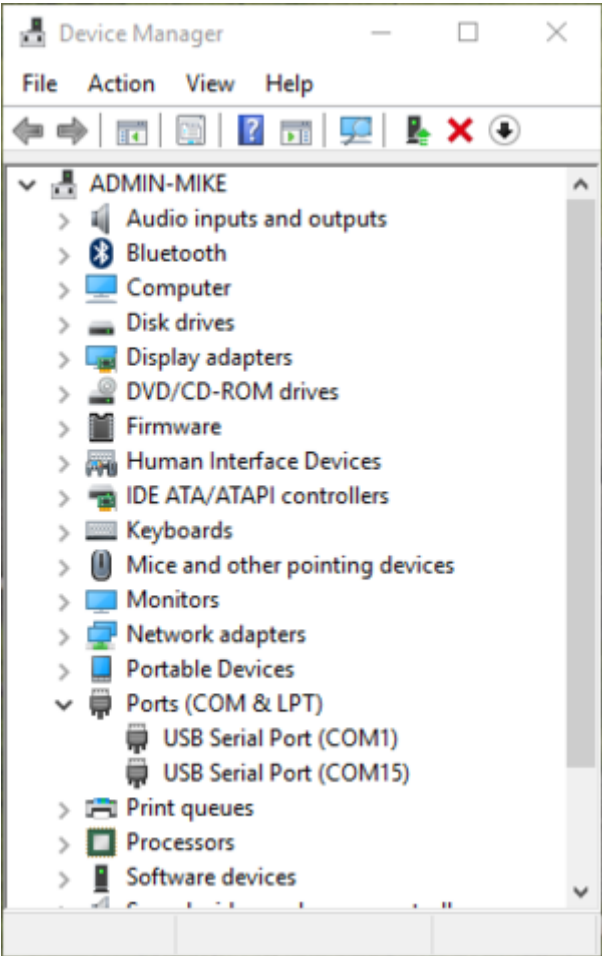 Device Manager
File Action View Help
ADMIN-MIKE
Audio inputs and outputs
Bluetooth
Computer
Disk drives
Display adapters
DVD/CD-ROM drives
Firmware
Human Interface Devices
IDE ATA/ATAPI controllers
Keyboards
Mice and other pointing devices
Monitors
Network adapters
Portable Devices
Ports (COM & LPT)
USB Serial Port (COM1)
USB Serial Port (COM15)
Print queues
Processors
Software devices